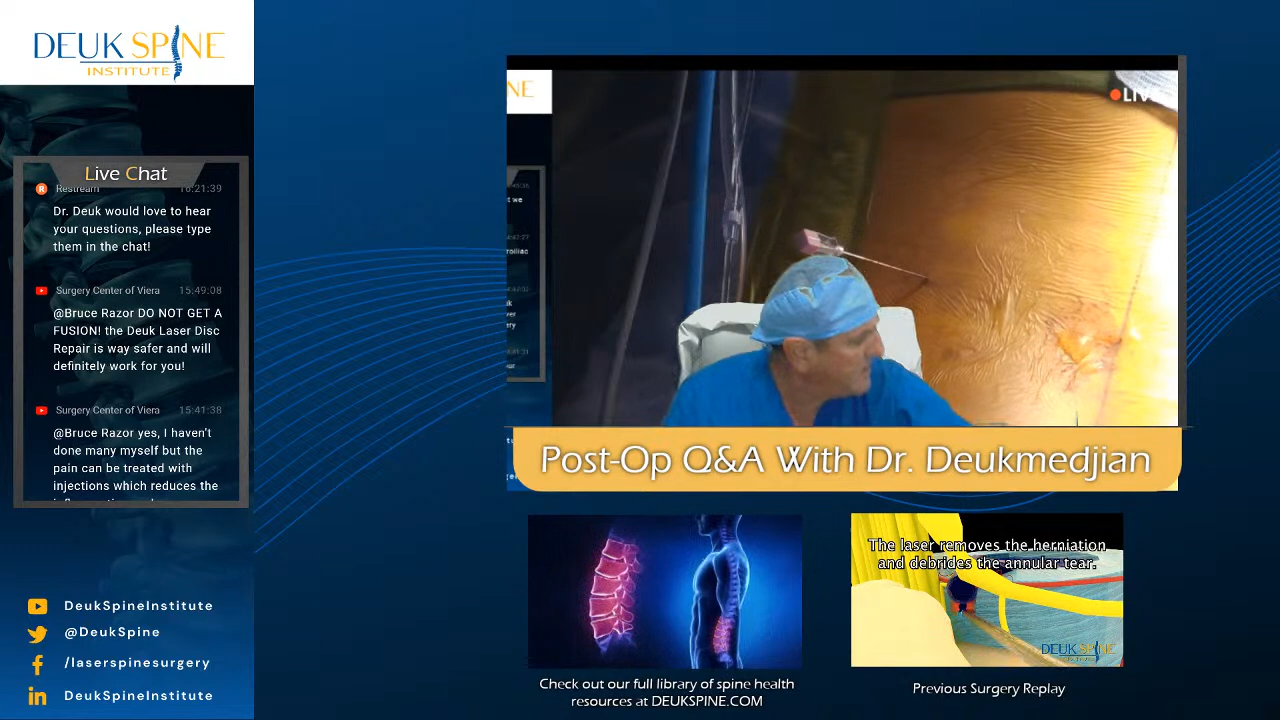 DEUK SPINE
INSTITUTE
Live Chat
Restream 16:21:39
Dr. Deuk would love to hear
your questions, please type
them in the chat!
Surgery Center of Viera 15:49:08
@Bruce Razor DO NOT GET A
FUSION! the Deuk Laser Disc
Repair is way safer and will
definitely work for you!
Surgery Center of Viera 15:41:38
@Bruce Razor yes, I haven't
done many myself but the
pain can be treated with
injections which reduces the
DeukSpineInstitute
@DeukSpine
/laserspinesurgery
DeukSpineInstitute
NE
LIV
Post-Op Q&A With Dr. Deukmedjian
The laser removes the herniation
and debrides the annular tear.
DEUK SPINE
Check out our full library of spine health
resources at DEUKSPINE.COM
Previous Surgery Replay